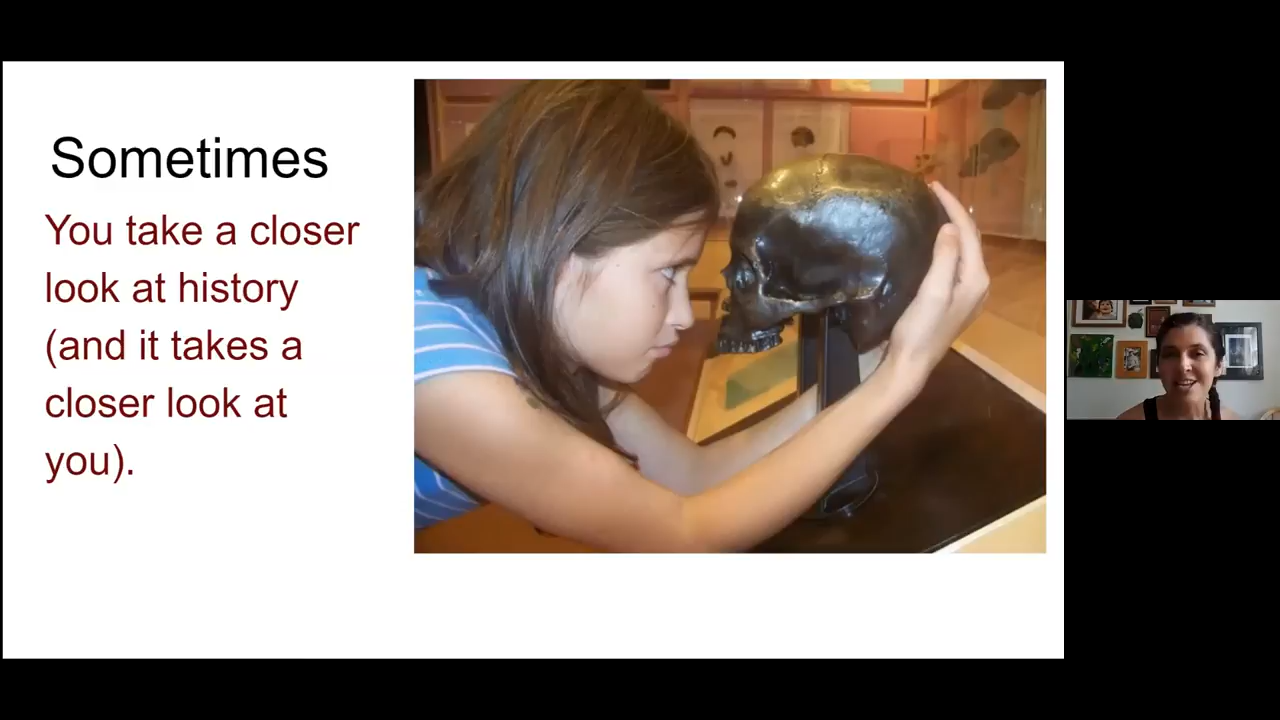 Sometimes
You take a closer
look at history
(and it takes a
closer look at
you).